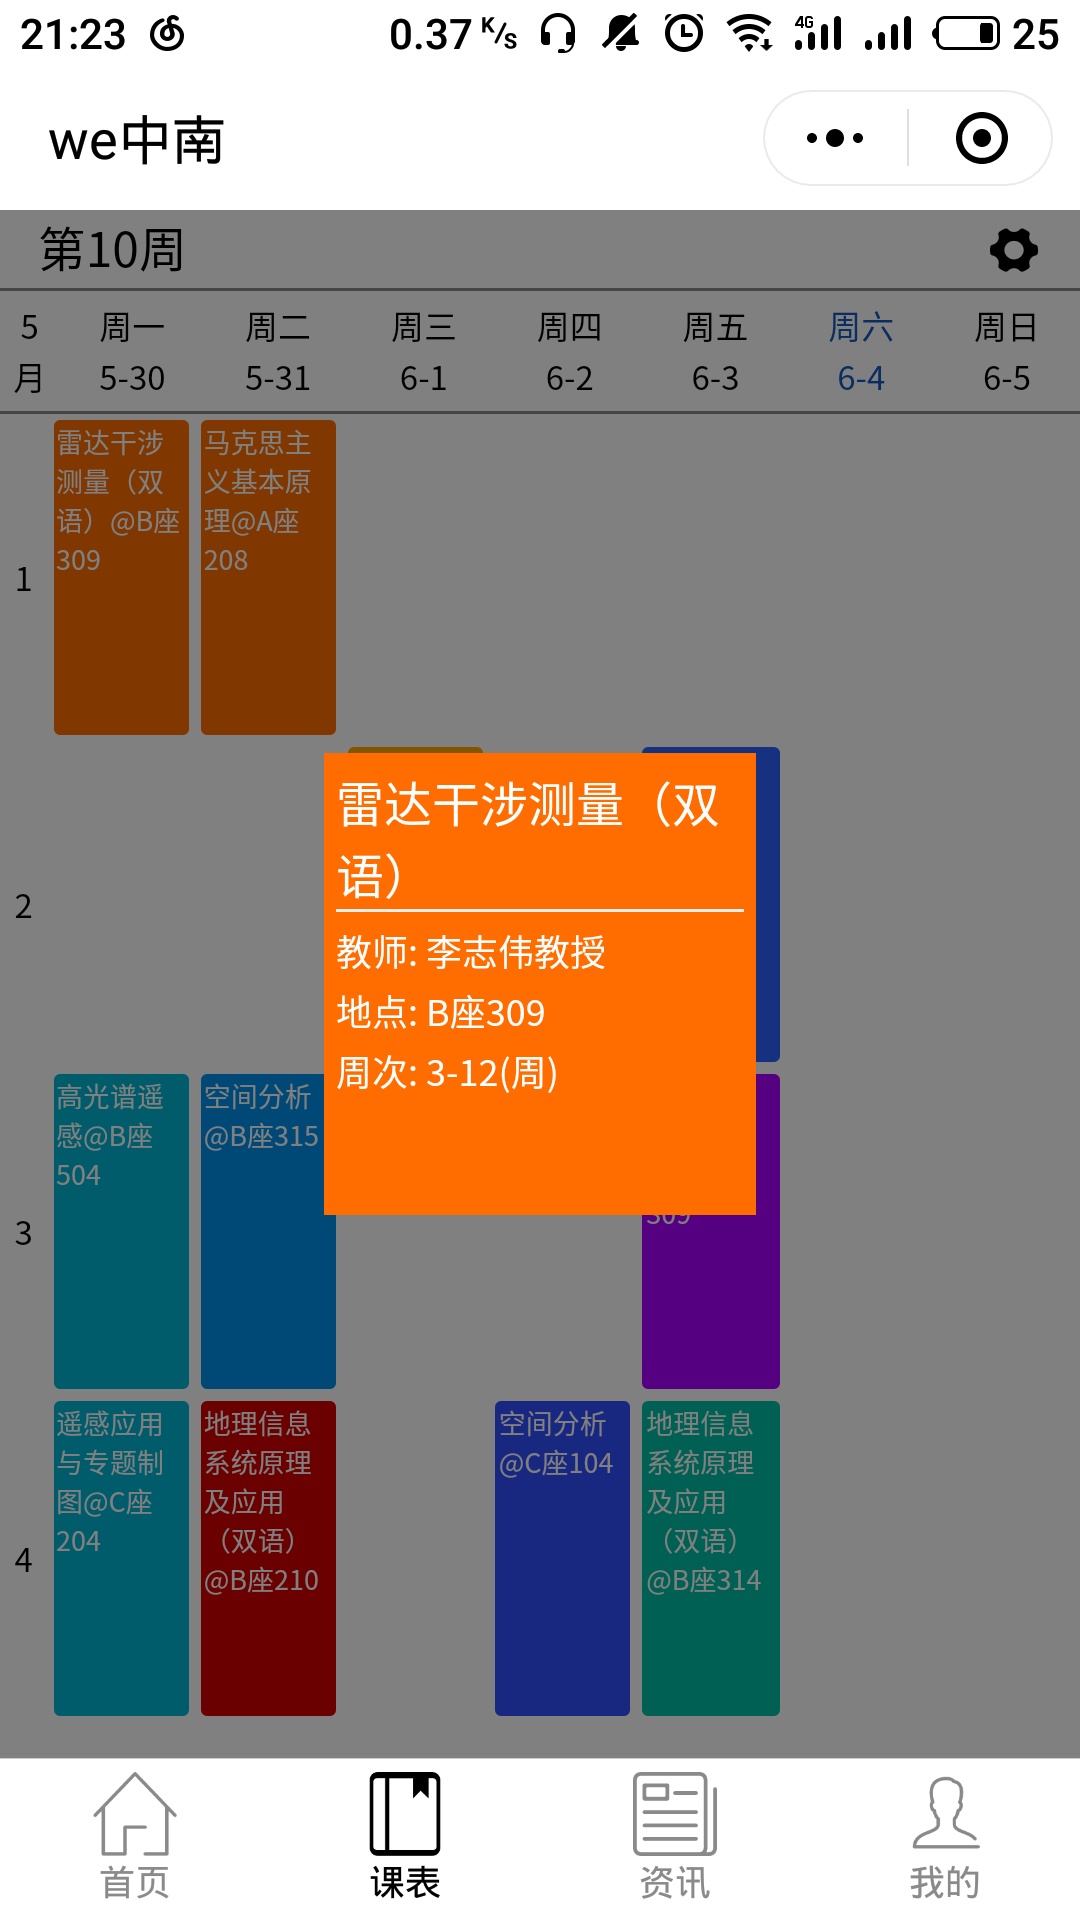 21:23
0.37 K/s
4G
25
we中南
第10周
5
月
周一
5-30
周二
5-31
周三
6-1
周四
6-2
周五
6-3
周六
6-4
周日
6-5
1
雷达干涉
测量（双
语）@B座
309
马克思主
义基本原
理@A座
208
2
雷达干涉测量（双
语）
教师: 李志伟教授
地点: B座309
周次: 3-12(周)
3
高光谱遥
感@B座
504
空间分析
@B座315
309
4
遥感应用
与专题制
图@C座
204
地理信息
系统原理
及应用
（双语）
@B座210
空间分析
@C座104
地理信息
系统原理
及应用
（双语）
@B座314
首页
课表
资讯
我的